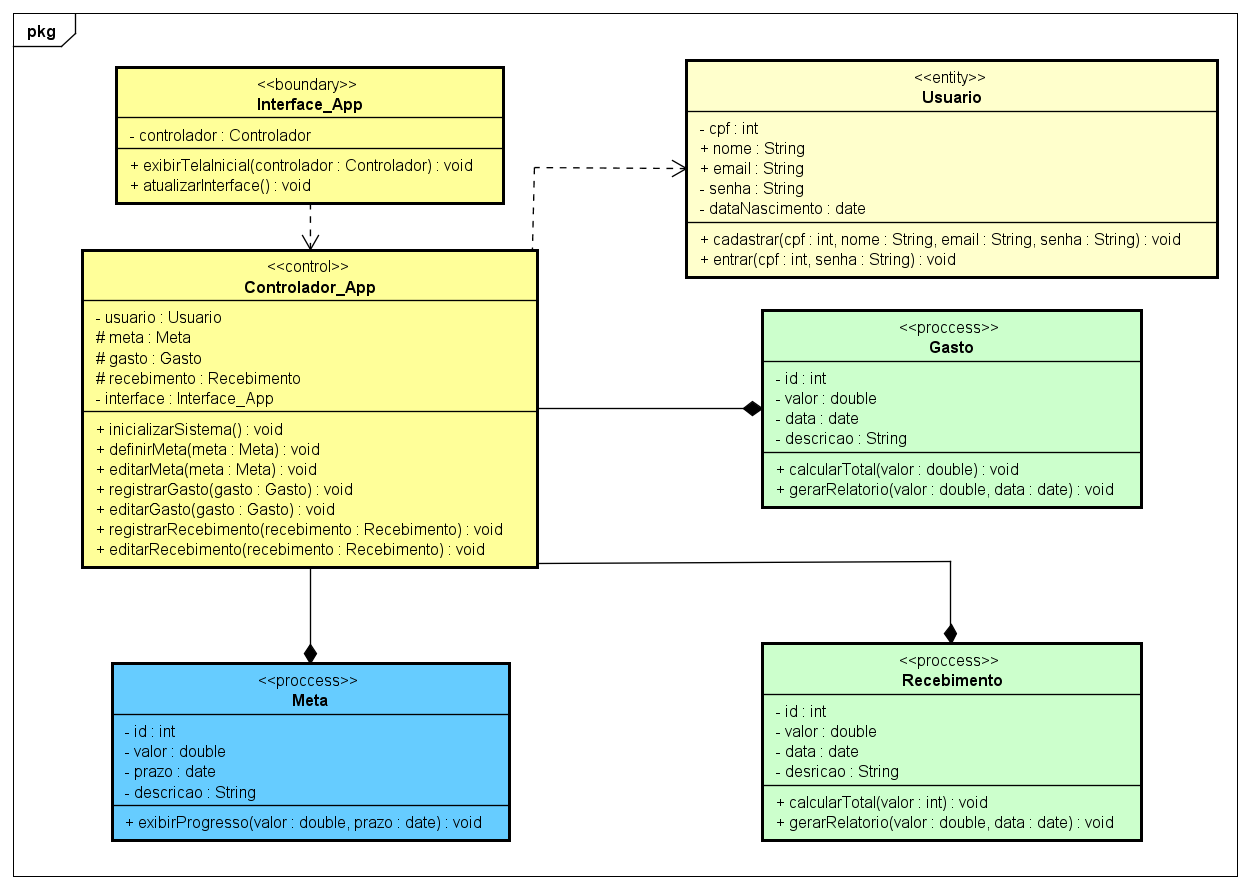 pkg
<<boundary>>
Interface_App
- controlador : Controlador
+ exibirTelaInicial(controlador : Controlador) : void
+ atualizarInterface() : void
<<entity>>
Usuario
- cpf : int
+ nome : String
+ email : String
- senha : String
- dataNascimento : date
+ cadastrar(cpf : int, nome : String, email : String, senha : String) : void
+ entrar(cpf : int, senha : String) : void
<<control>>
Controlador_App
- usuario : Usuario
# meta : Meta
# gasto : Gasto
# recebimento : Recebimento
- interface : Interface_App
+ inicializarSistema() : void
+ definirMeta(meta : Meta) : void
+ editarMeta(meta : Meta) : void
+ registrarGasto(gasto : Gasto) : void
+ editarGasto(gasto : Gasto) : void
+ registrarRecebimento(recebimento : Recebimento) : void
+ editarRecebimento(recebimento : Recebimento) : void
<<proccess>>
Gasto
- id : int
- valor : double
- data : date
- descricao : String
+ calcularTotal(valor : double) : void
+ gerarRelatorio(valor : double, data : date) : void
<<proccess>>
Meta
- id : int
- valor : double
- prazo : date
- descricao : String
+ exibirProgresso(valor : double, prazo : date) : void
<<proccess>>
Recebimento
- id : int
- valor : double
- data : date
- desricao : String
+ calcularTotal(valor : int) : void
+ gerarRelatorio(valor : double, data : date) : void